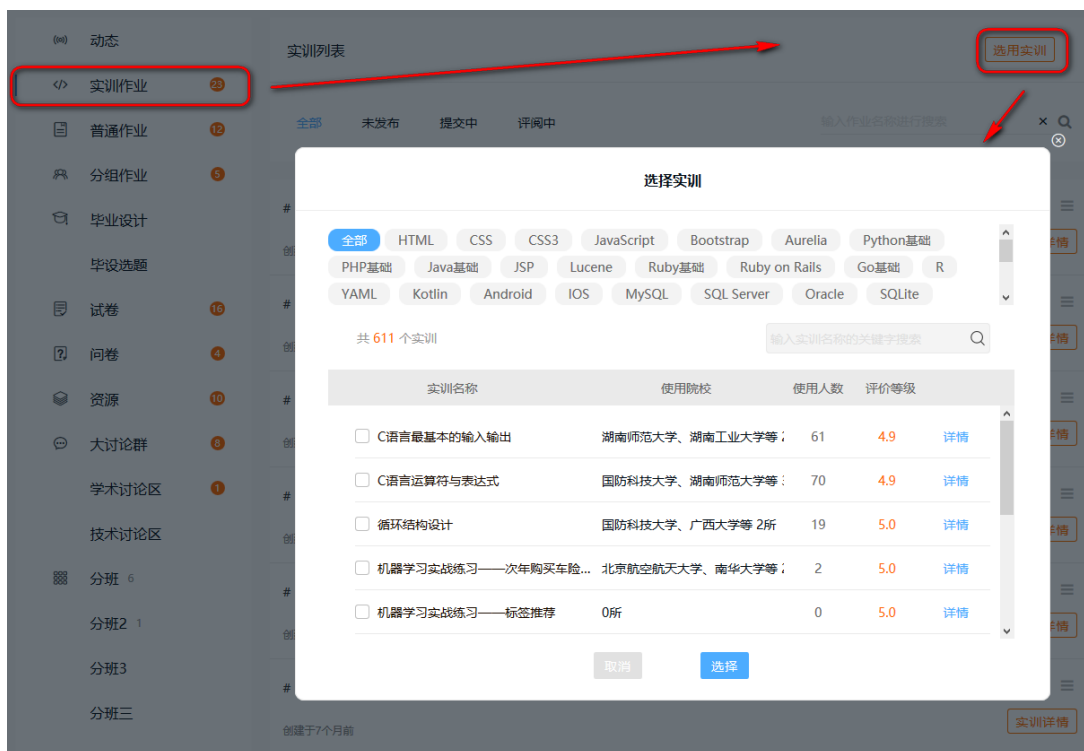 动态
实训作业 23
普通作业 12
分组作业 5
毕业设计
毕设选题
试卷 16
问卷 4
资源 10
大讨论群 8
学术讨论区 1
技术讨论区
分班 6
分班2 1
分班3
分班三
实训列表
选用实训
全部 未发布 提交中 评阅中
输入作业名称进行搜索
选择实训
全部 HTML CSS CSS3 JavaScript Bootstrap Aurelia Python基础
PHP基础 Java基础 JSP Lucene Ruby基础 Ruby on Rails Go基础 R
YAML Kotlin Android IOS MySQL SQL Server Oracle SQLite
共 611 个实训
输入实训名称的关键字搜索
实训名称 使用院校 使用人数 评价等级
C语言最基本的输入输出 湖南师范大学、湖南工业大学等 61 4.9 详情
C语言运算符与表达式 国防科技大学、湖南师范大学等 70 4.9 详情
循环结构设计 国防科技大学、广西大学等 2所 19 5.0 详情
机器学习实战练习——次年购买车险... 北京航空航天大学、南华大学等 2 5.0 详情
机器学习实战练习——标签推荐 0所 0 5.0 详情
取消 选择
#
#
#
#
#
#
创建于7个月前
实训详情